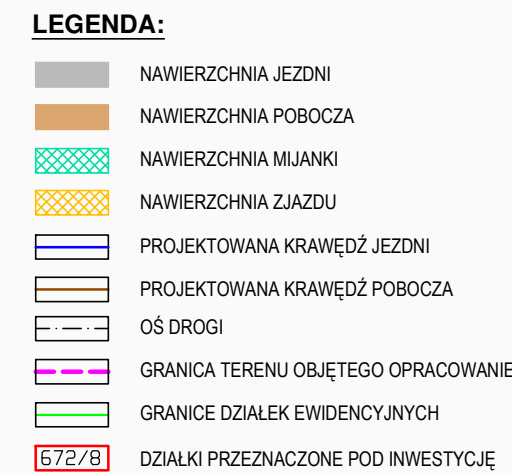 LEGENDA:
NAWIERZCHNIA JEZDNI
NAWIERZCHNIA POBOCZA
NAWIERZCHNIA MIJANKI
NAWIERZCHNIA ZJAZDU
PROJEKTOWANA KRAWĘDŹ JEZDNI
PROJEKTOWANA KRAWĘDŹ POBOCZA
OŚ DROGI
GRANICA TERENU OBJĘTEGO OPRACOWANIE
GRANICE DZIAŁEK EWIDENCYJNYCH
672/8 DZIAŁKI PRZEZNACZONE POD INWESTYCJĘ